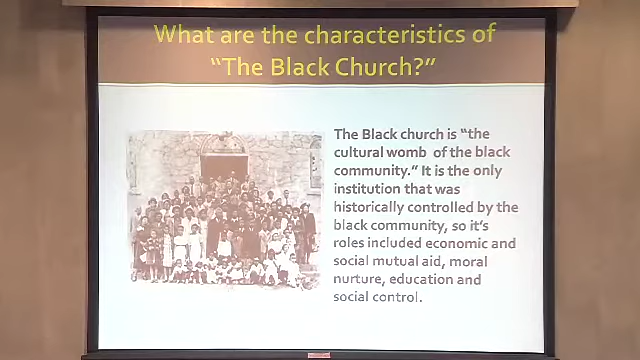 What are the characteristics of
“The Black Church?”
The Black church is “the
cultural womb of the black
community.” It is the only
institution that was
historically controlled by the
black community, so it’s
roles included economic and
social mutual aid, moral
nurture, education and
social control.